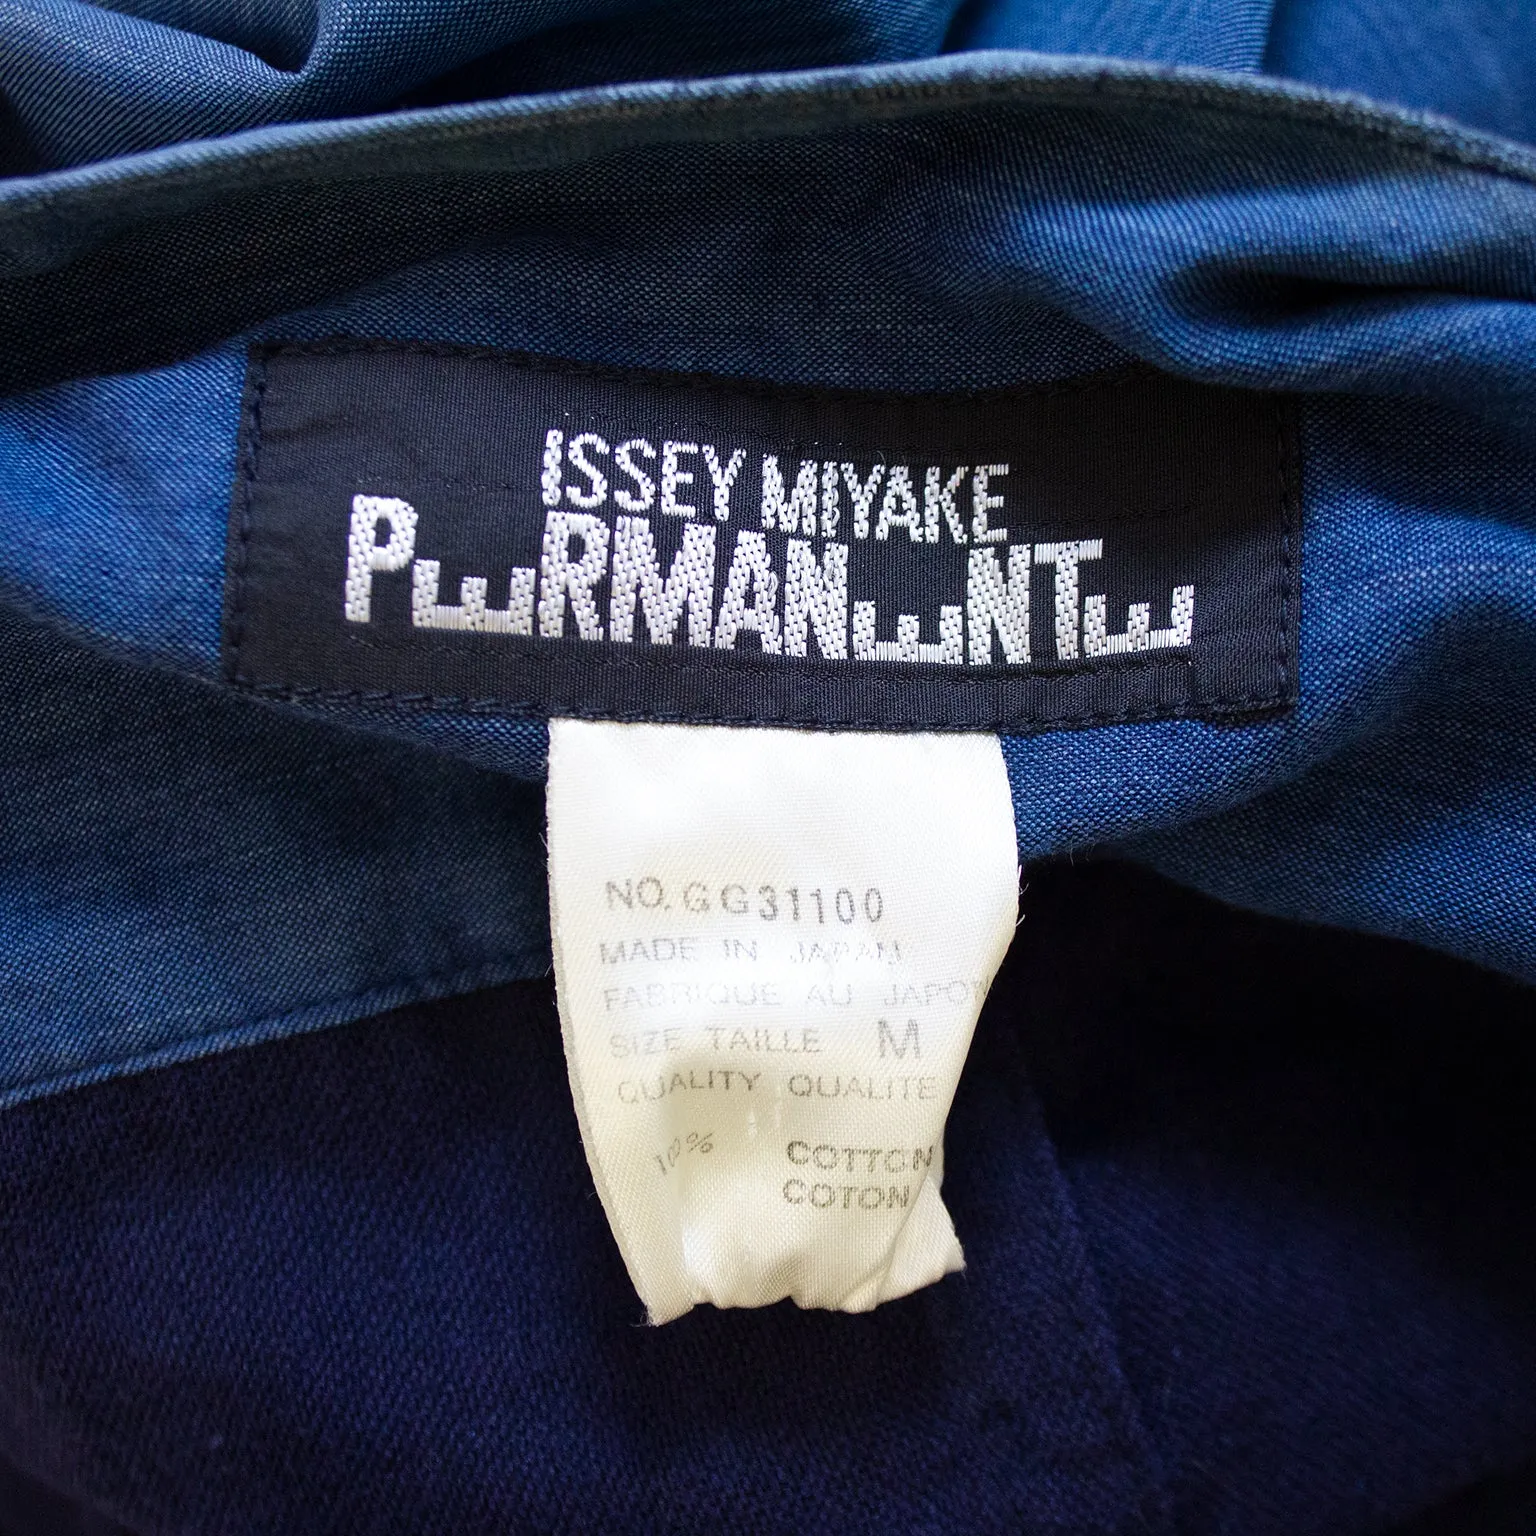 ISSEY MIYAKE
PERMANENTE
NO. GG31100
MADE IN JAPAN
FABRIQUE AU JAPON
SIZE TAILLE M
QUALITY QUALITE
100% COTTON
COTON